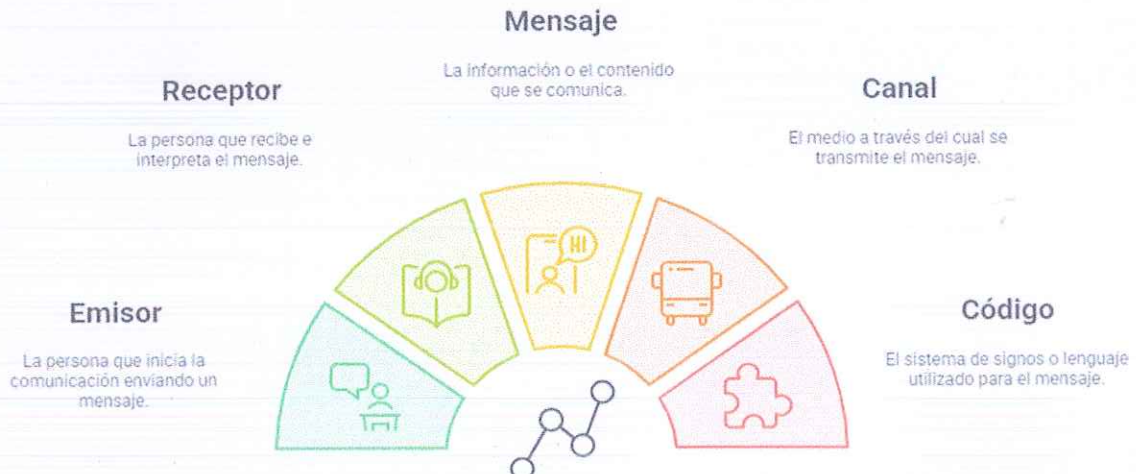 Mensaje
La información o el contenido
que se comunica.
Receptor
La persona que recibe e
interpreta el mensaje.
Canal
El medio a través del cual se
transmite el mensaje.
HI
Emisor
La persona que inicia la
comunicación enviando un
mensaje.
Código
El sistema de signos o lenguaje
utilizado para el mensaje.